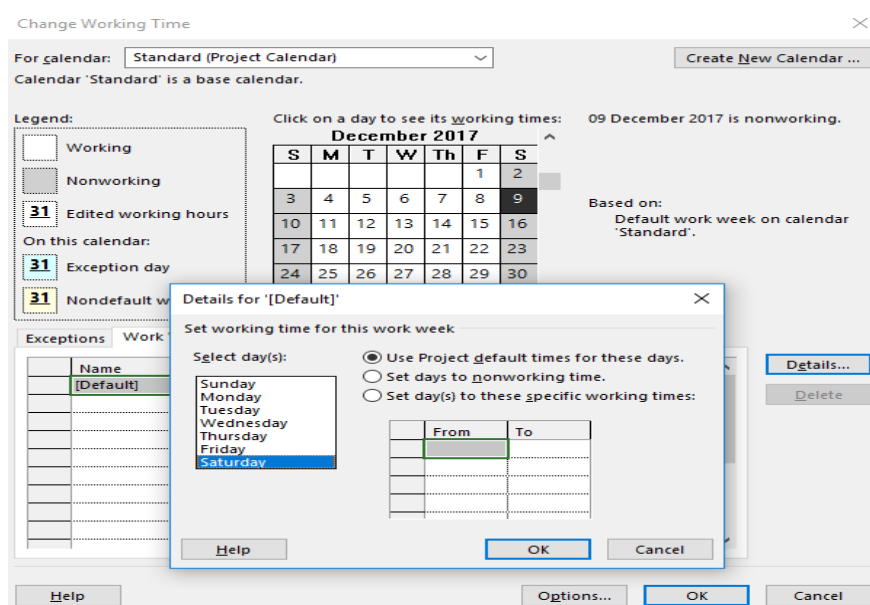 Change Working Time
For calendar: Standard (Project Calendar)
Create New Calendar ...
Calendar 'Standard' is a base calendar.
Legend:
Working
Nonworking
31 Edited working hours
On this calendar:
31 Exception day
31 Nondefault w
Click on a day to see its working times:
December 2017
S M T W Th F S
1 2
3 4 5 6 7 8 9
10 11 12 13 14 15 16
17 18 19 20 21 22 23
24 25 26 27 28 29 30
09 December 2017 is nonworking.
Based on:
Default work week on calendar
'Standard'.
Exceptions Work
Name
[Default]
Details...
Delete
Details for '[Default]'
Set working time for this work week
Select day(s):
Sunday
Monday
Tuesday
Wednesday
Thursday
Friday
Saturday
Use Project default times for these days.
Set days to nonworking time.
Set day(s) to these specific working times:
From To
Help OK Cancel
Help Options... OK Cancel